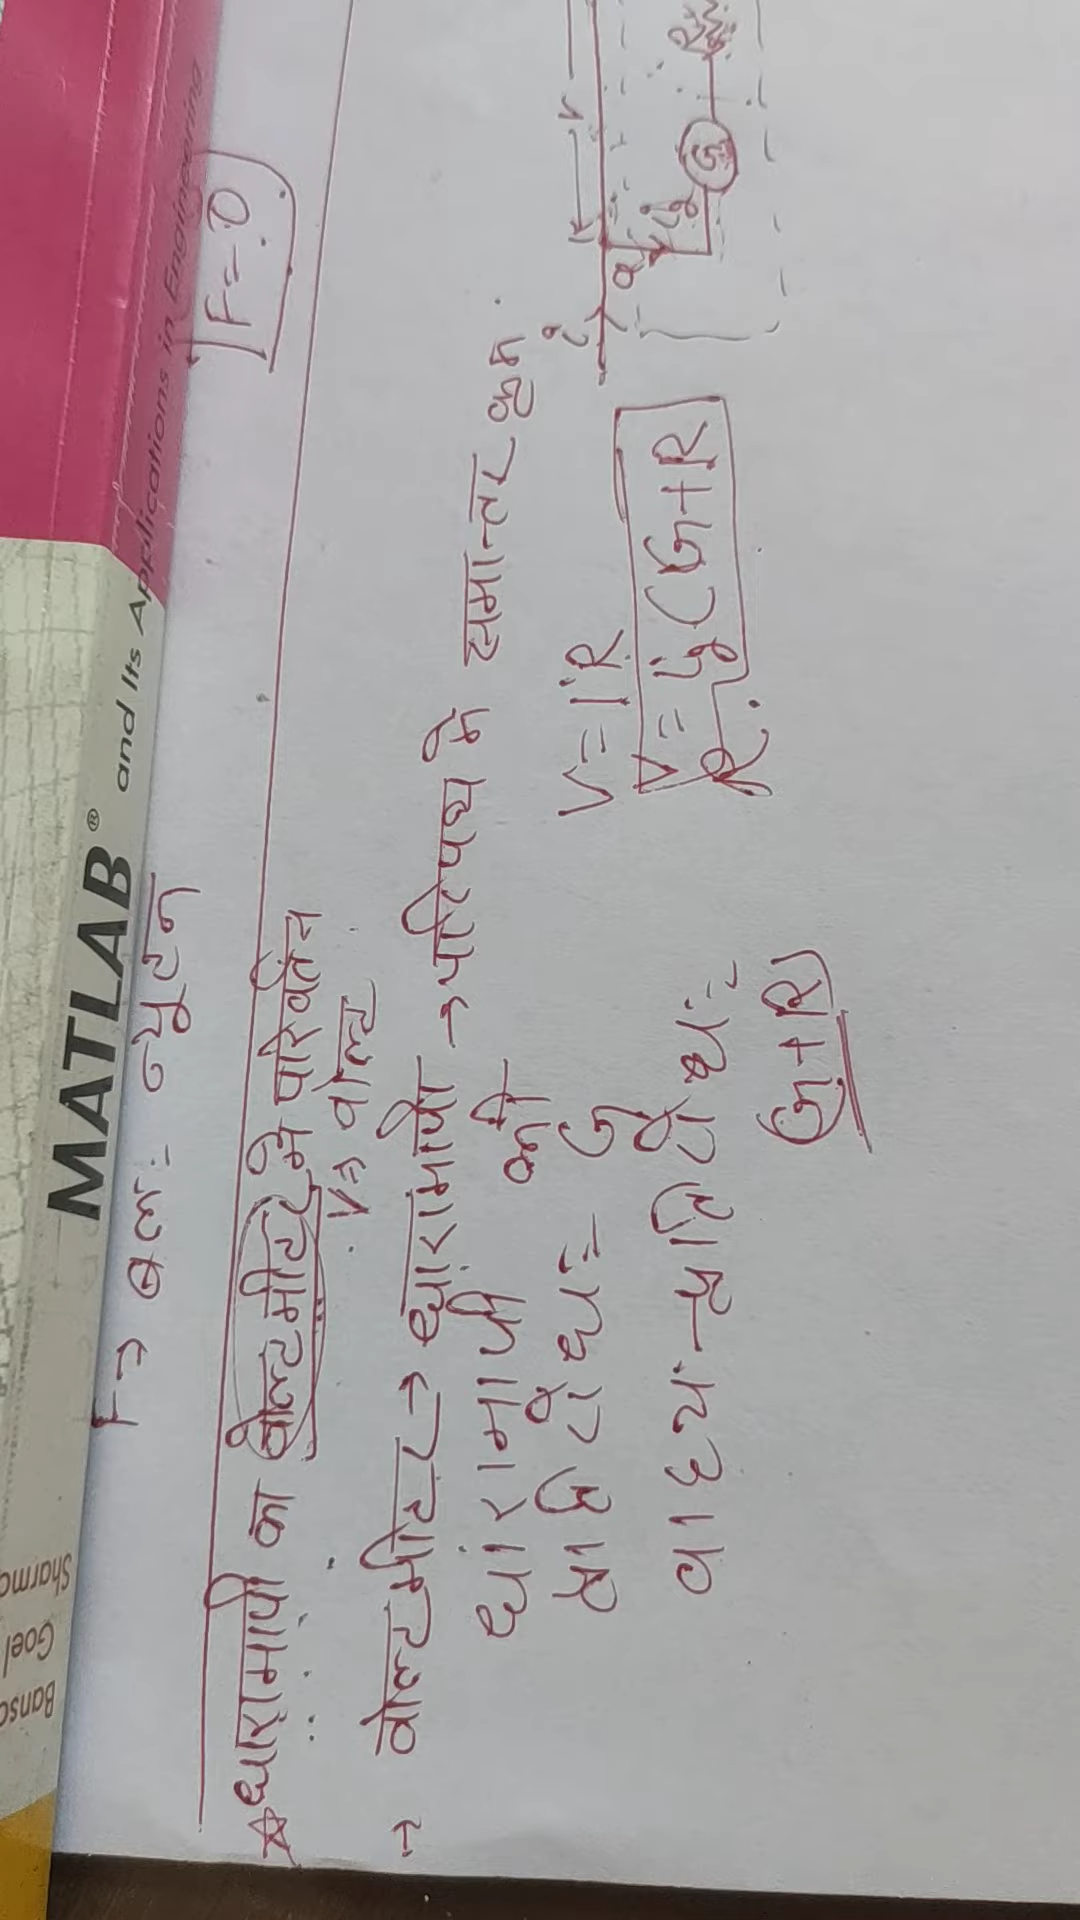 MATLAB® and Its Applications in Engineering
Bansal
Goel
Sharma
F → बल = न्यूटन
F = ?
☆ धारामापी का वोल्टमीटर में परिवर्तन
V → वोल्ट
→ वोल्टमीटर → धारामापी → परिपथ में समान्तर क्रम
धारामापी की
प्रतिरोध = G
वाह्य प्रतिरोध =
G + R
V = iR
V = ig (G+R
R.
i
r
a
ig
G
R